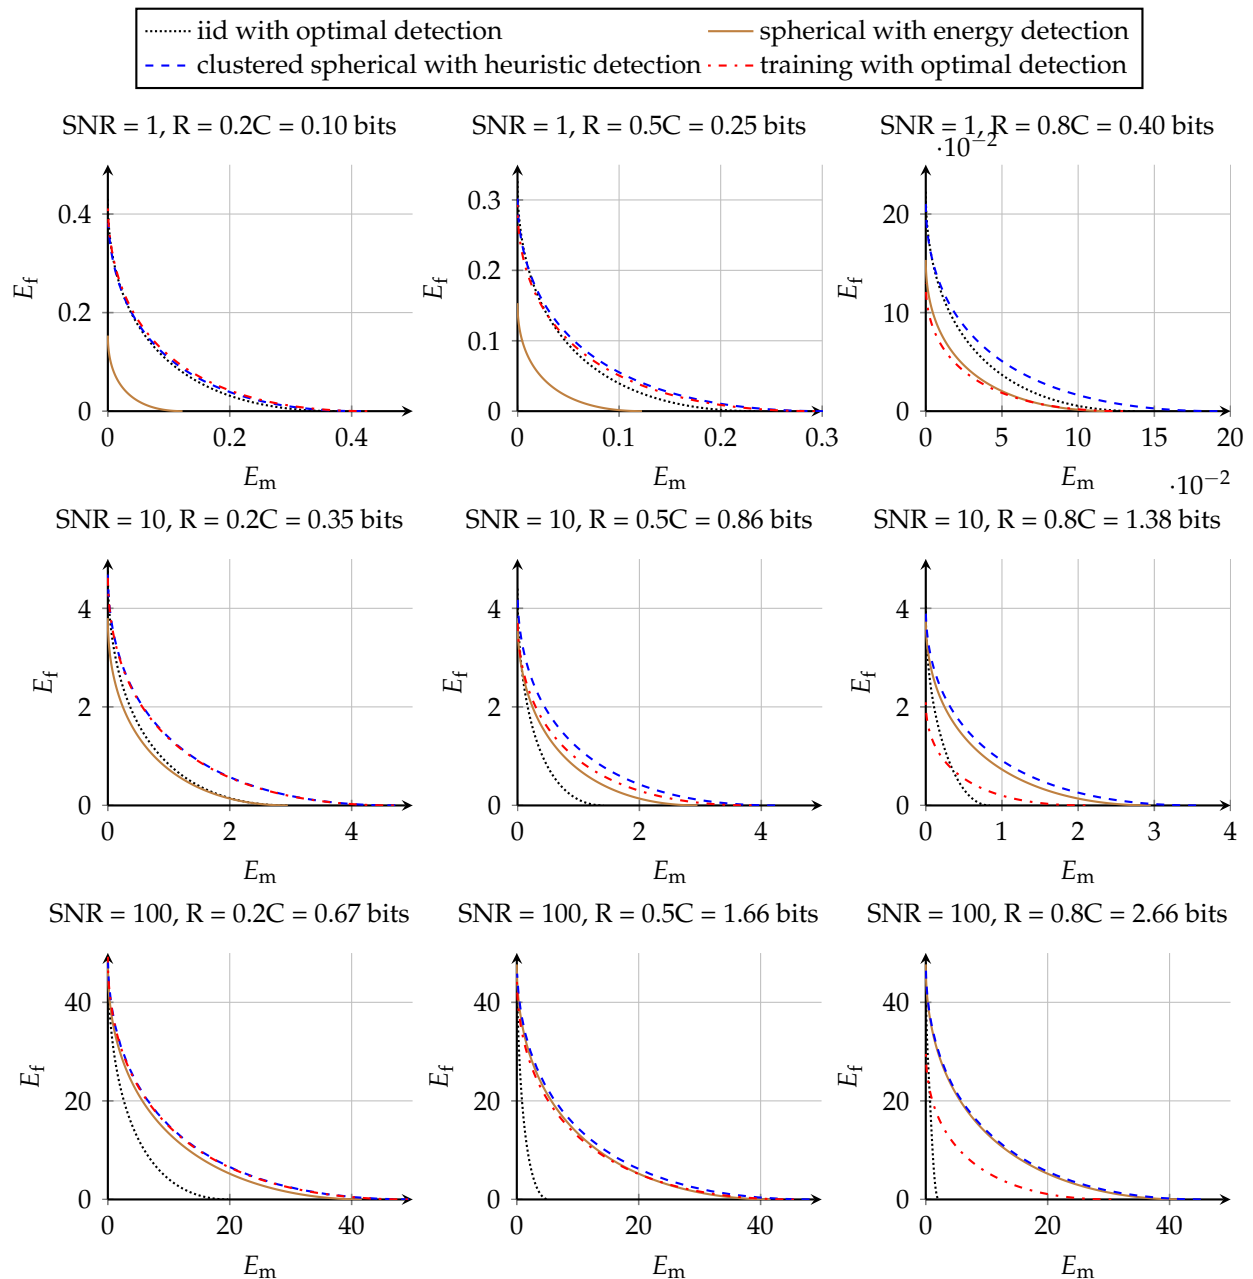 iid with optimal detection
spherical with energy detection
clustered spherical with heuristic detection
training with optimal detection
SNR = 1, R = 0.2C = 0.10 bits
0.4
0.2
0
0
0.2
0.4
E_f
E_m
SNR = 1, R = 0.5C = 0.25 bits
0.3
0.2
0.1
0
0
0.1
0.2
0.3
E_f
E_m
SNR = 1, R = 0.8C = 0.40 bits
·10^−2
20
10
0
0
5
10
15
20
E_f
E_m
·10^−2
SNR = 10, R = 0.2C = 0.35 bits
4
2
0
0
2
4
E_f
E_m
SNR = 10, R = 0.5C = 0.86 bits
4
2
0
0
2
4
E_f
E_m
SNR = 10, R = 0.8C = 1.38 bits
4
2
0
0
1
2
3
4
E_f
E_m
SNR = 100, R = 0.2C = 0.67 bits
40
20
0
0
20
40
E_f
E_m
SNR = 100, R = 0.5C = 1.66 bits
40
20
0
0
20
40
E_f
E_m
SNR = 100, R = 0.8C = 2.66 bits
40
20
0
0
20
40
E_f
E_m